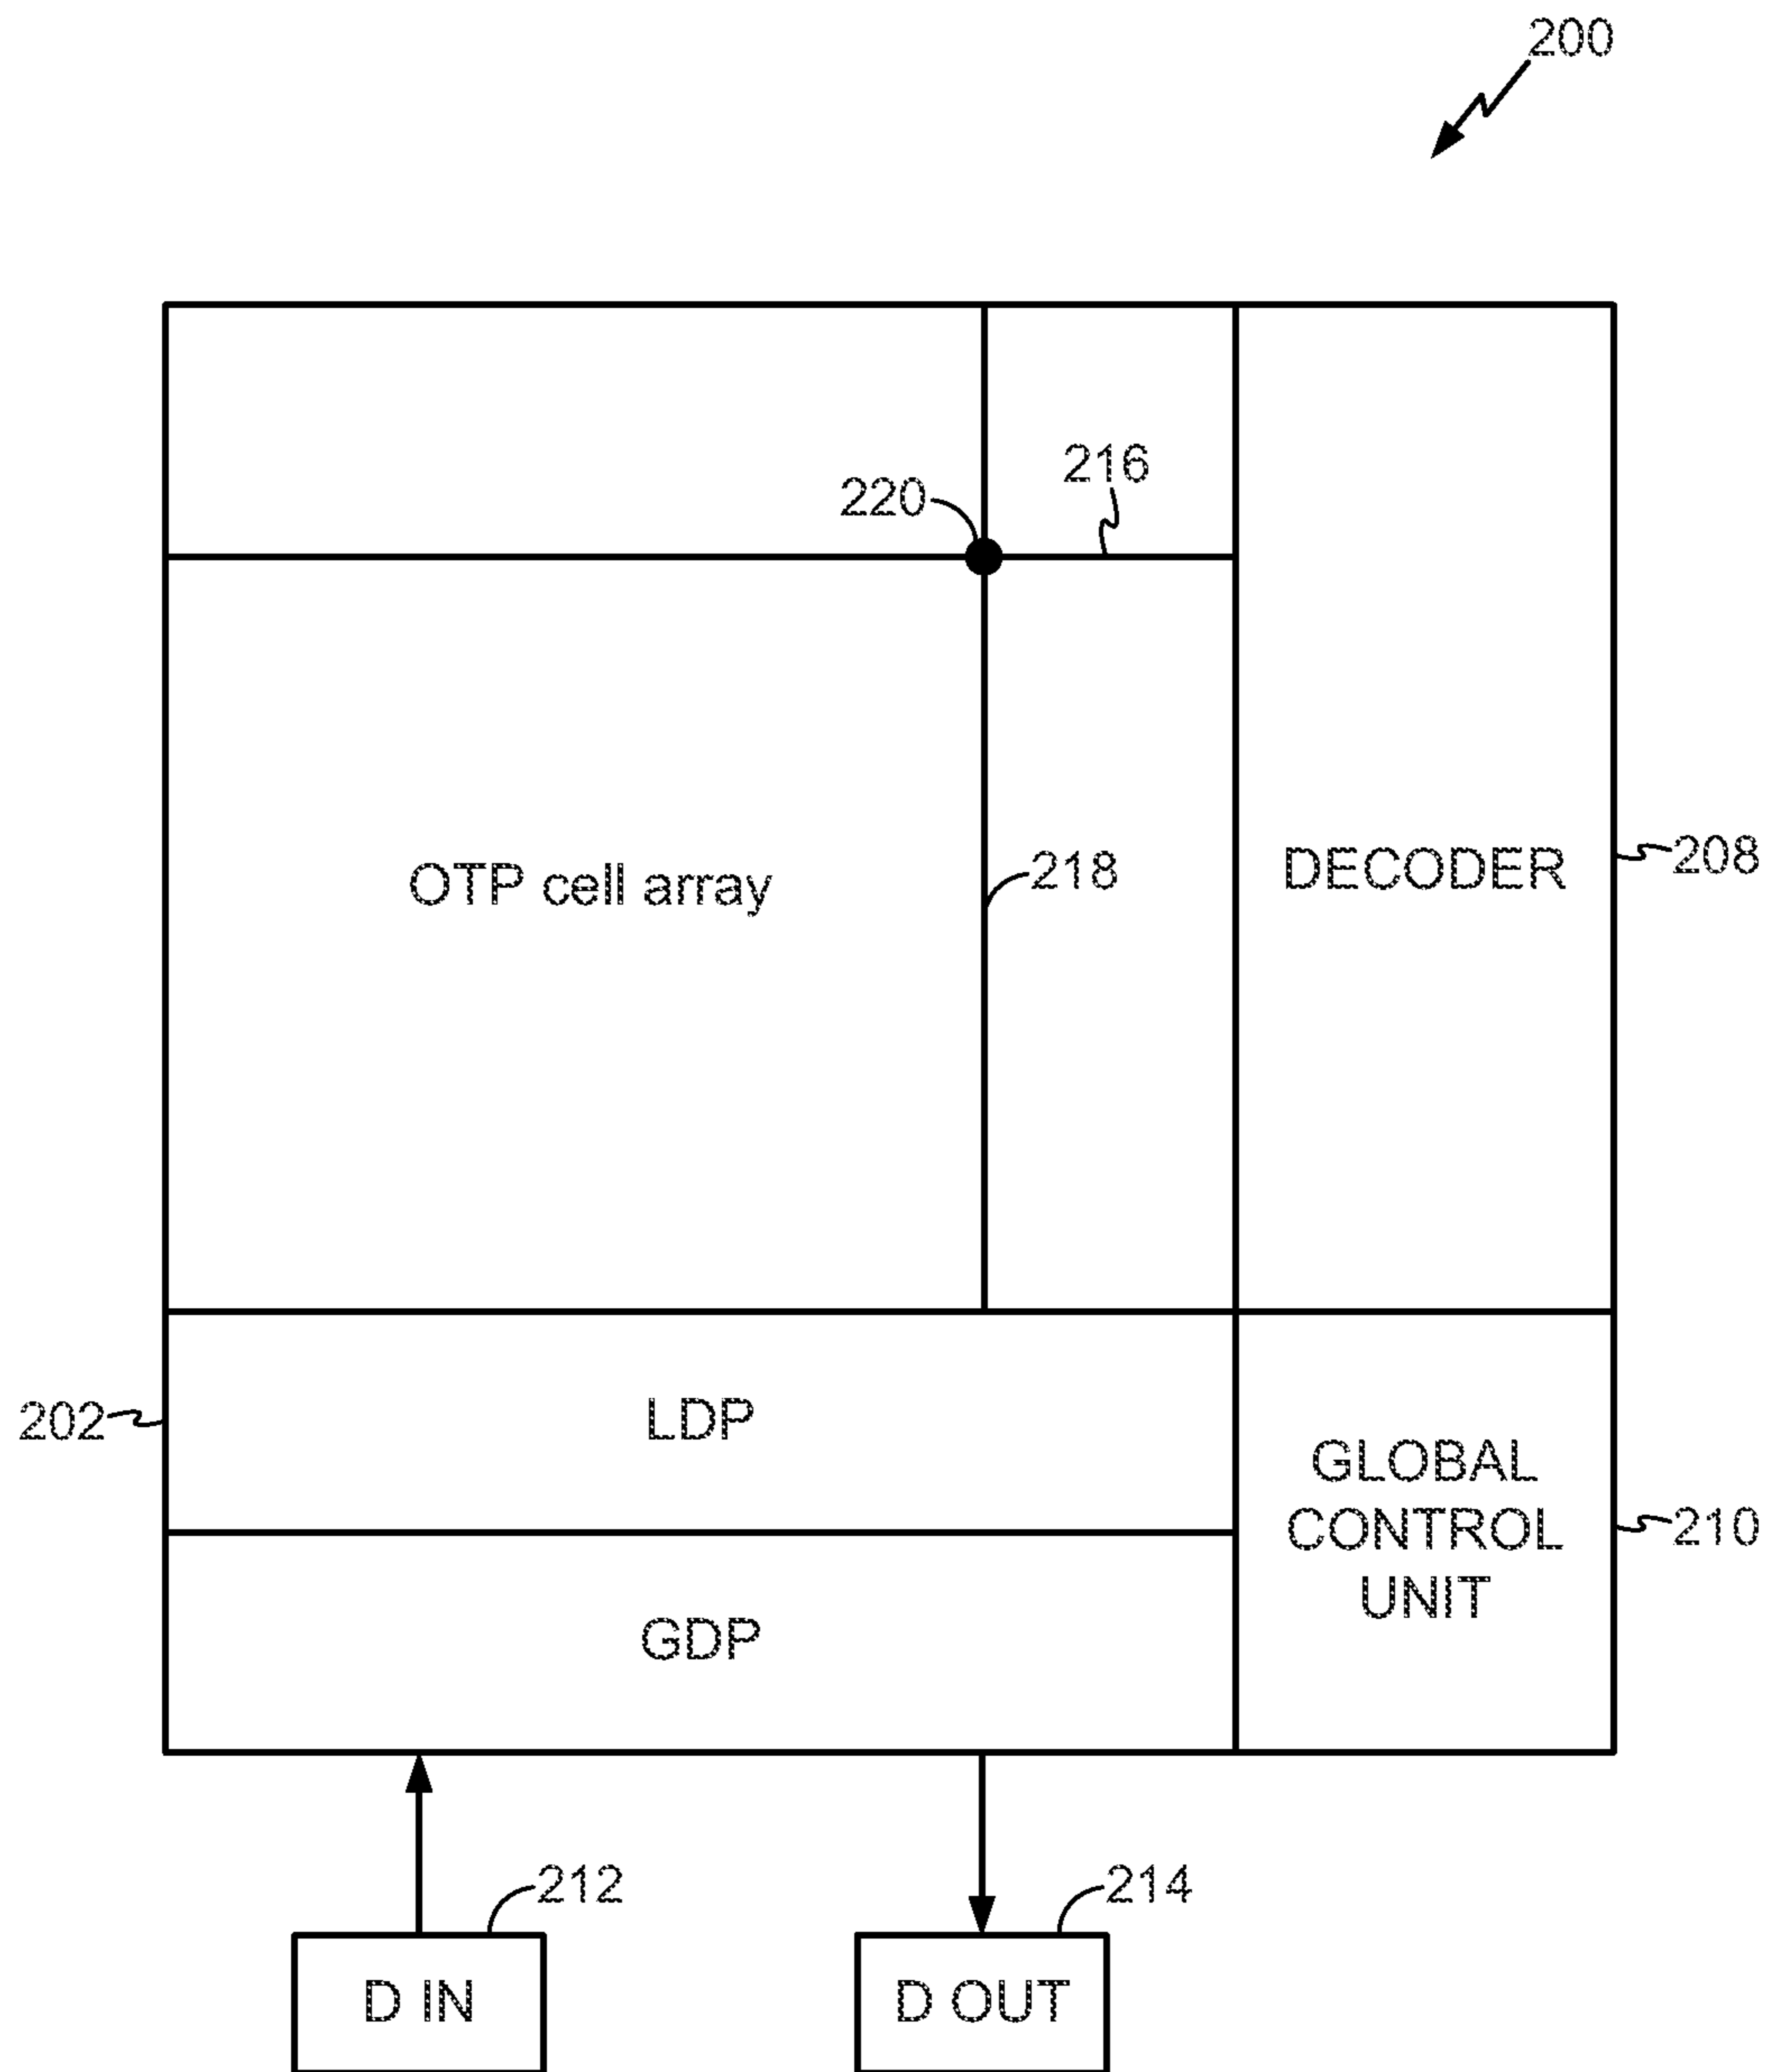 200
216
220
OTP cell array
218
DECODER
208
202
LDP
GLOBAL
CONTROL
UNIT
210
GDP
212
214
D IN
D OUT